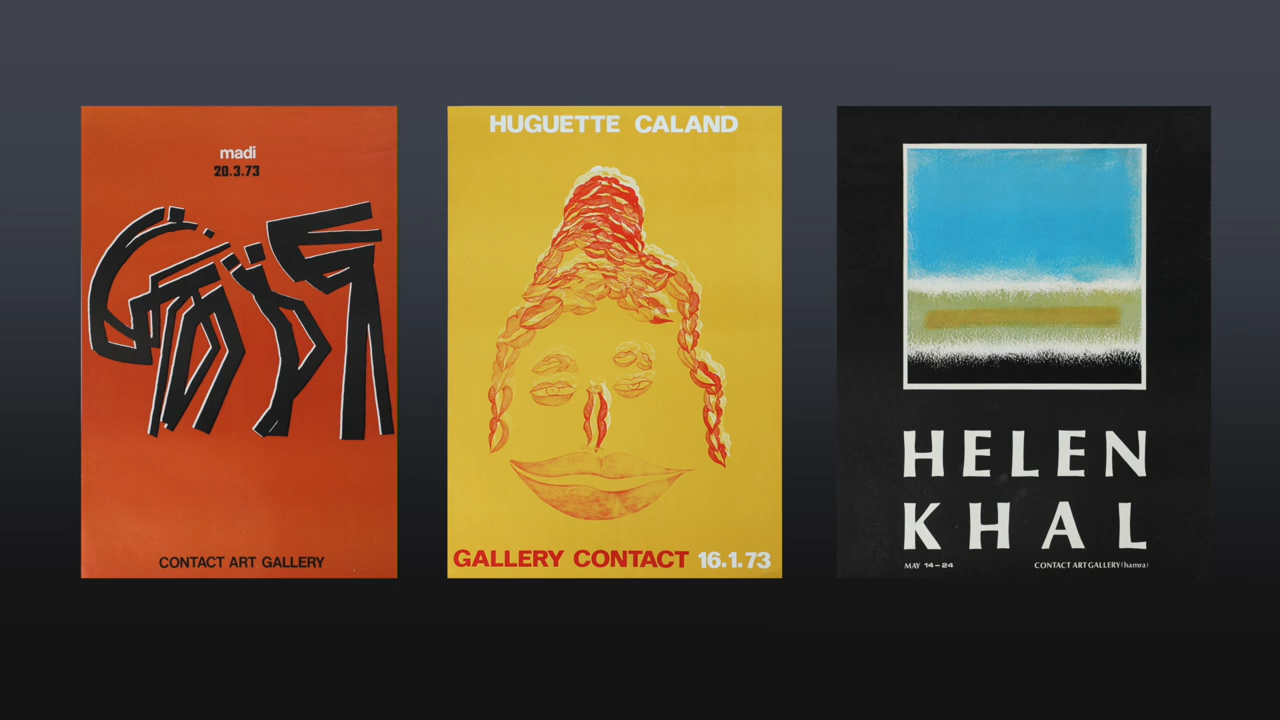 madi
20.3.73
CONTACT ART GALLERY
HUGUETTE CALAND
GALLERY CONTACT 16.1.73
HELEN
KHAL
MAY 14-24
CONTACT ART GALLERY (hamra)